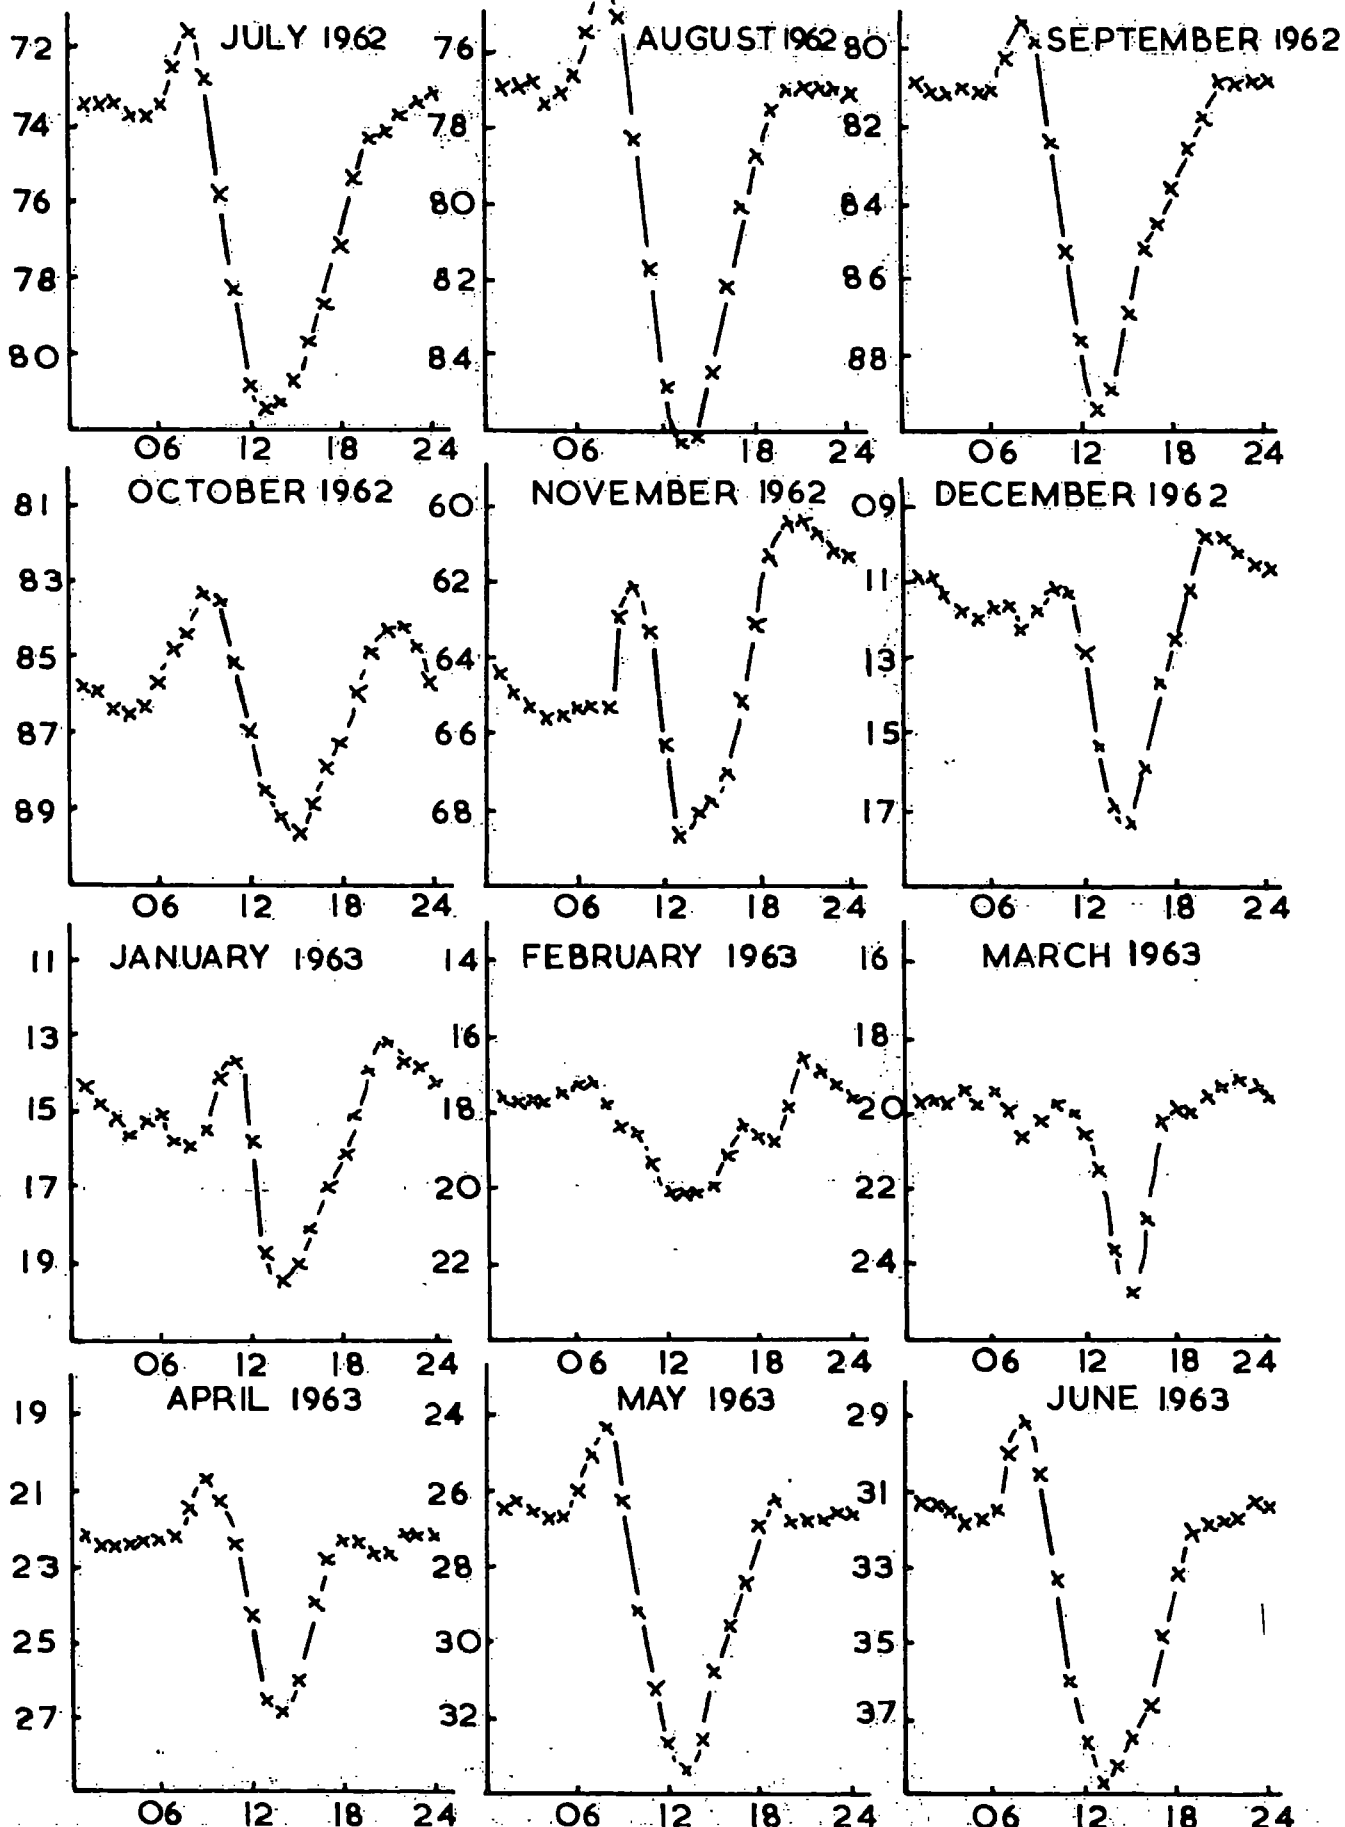 JULY 1962
72
74
76
78
80
06 12 18 24
AUGUST 1962
76
78
80
82
84
06 12 18 24
SEPTEMBER 1962
80
82
84
86
88
06 12 18 24
OCTOBER 1962
81
83
85
87
89
06 12 18 24
NOVEMBER 1962
60
62
64
66
68
06 12 18 24
DECEMBER 1962
09
11
13
15
17
06 12 18 24
JANUARY 1963
11
13
15
17
19
06 12 18 24
FEBRUARY 1963
14
16
18
20
22
06 12 18 24
MARCH 1963
16
18
20
22
24
06 12 18 24
APRIL 1963
19
21
23
25
27
06 12 18 24
MAY 1963
24
26
28
30
32
06 12 18 24
JUNE 1963
29
31
33
35
37
06 12 18 24